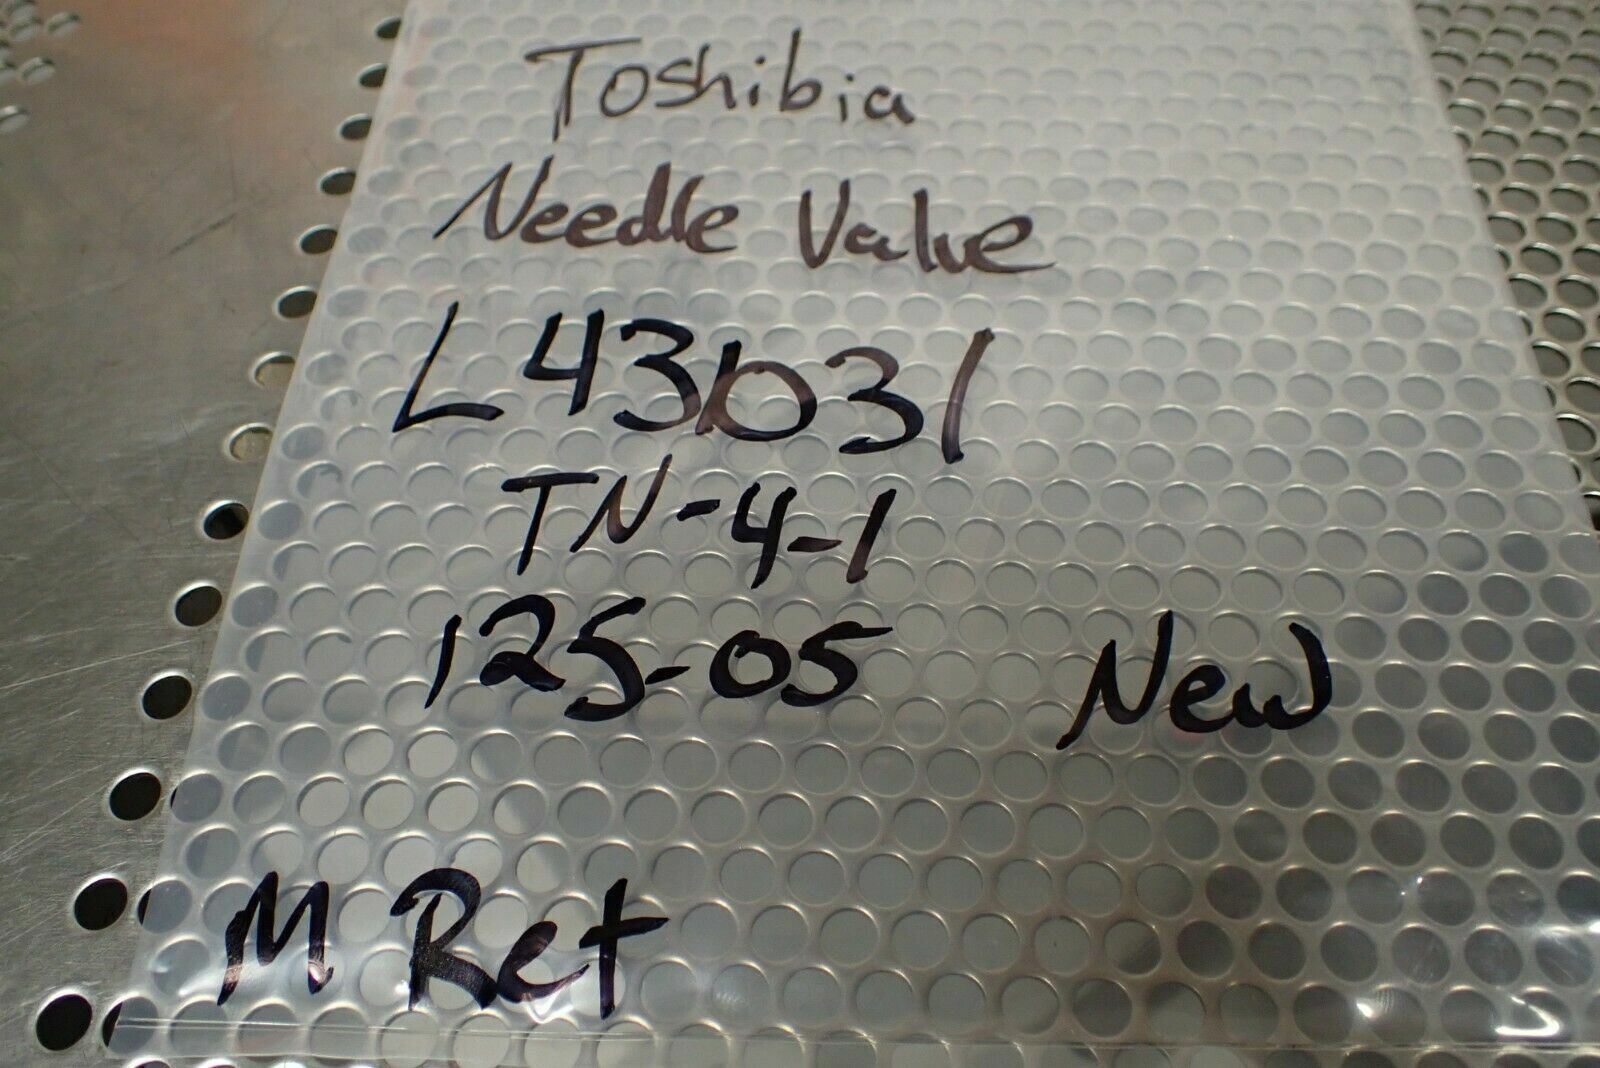 Toshibia
Needle Valve
L43031
TN-4-1
125-05 New
M Ret